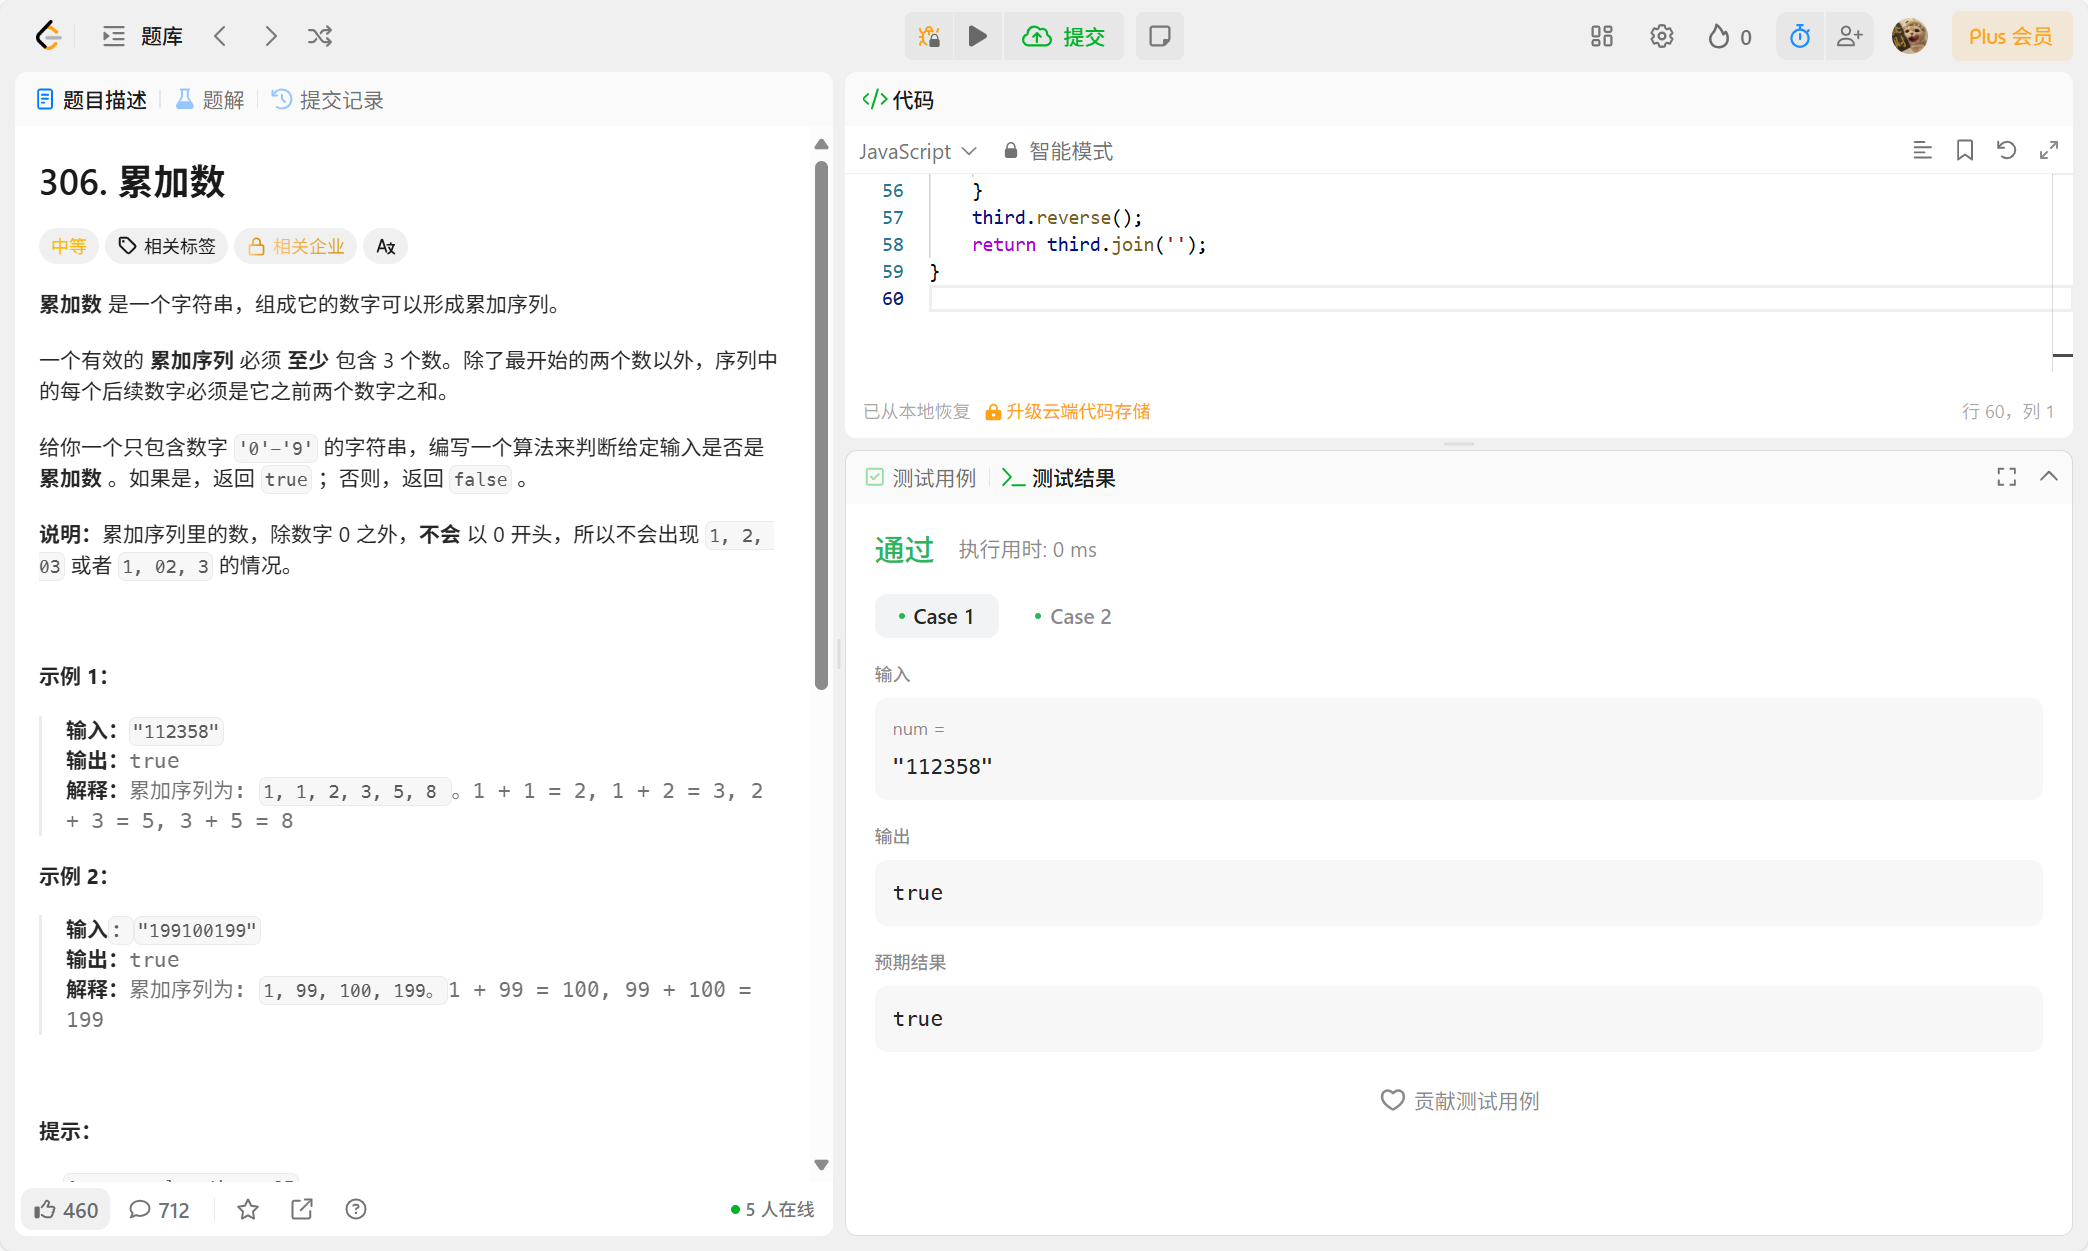 题库
提交
0
Plus 会员
题目描述
题解
提交记录
306. 累加数
中等
相关标签
相关企业
累加数 是一个字符串，组成它的数字可以形成累加序列。
一个有效的 累加序列 必须 至少 包含 3 个数。除了最开始的两个数以外，序列中
的每个后续数字必须是它之前两个数字之和。
给你一个只包含数字 '0'-'9' 的字符串，编写一个算法来判断给定输入是否是
累加数 。如果是，返回 true ；否则，返回 false 。
说明：累加序列里的数，除数字 0 之外，不会 以 0 开头，所以不会出现 1, 2,
03 或者 1, 02, 3 的情况。
示例 1：
输入："112358"
输出：true
解释：累加序列为: 1, 1, 2, 3, 5, 8 。1 + 1 = 2, 1 + 2 = 3, 2
+ 3 = 5, 3 + 5 = 8
示例 2：
输入："199100199"
输出：true
解释：累加序列为: 1, 99, 100, 199。1 + 99 = 100, 99 + 100 =
199
提示：
460
712
5 人在线
代码
JavaScript
智能模式
56 }
57 third.reverse();
58 return third.join('');
59 }
60
已从本地恢复
升级云端代码存储
行 60，列 1
测试用例
测试结果
通过
执行用时: 0 ms
Case 1
Case 2
输入
num =
"112358"
输出
true
预期结果
true
贡献测试用例